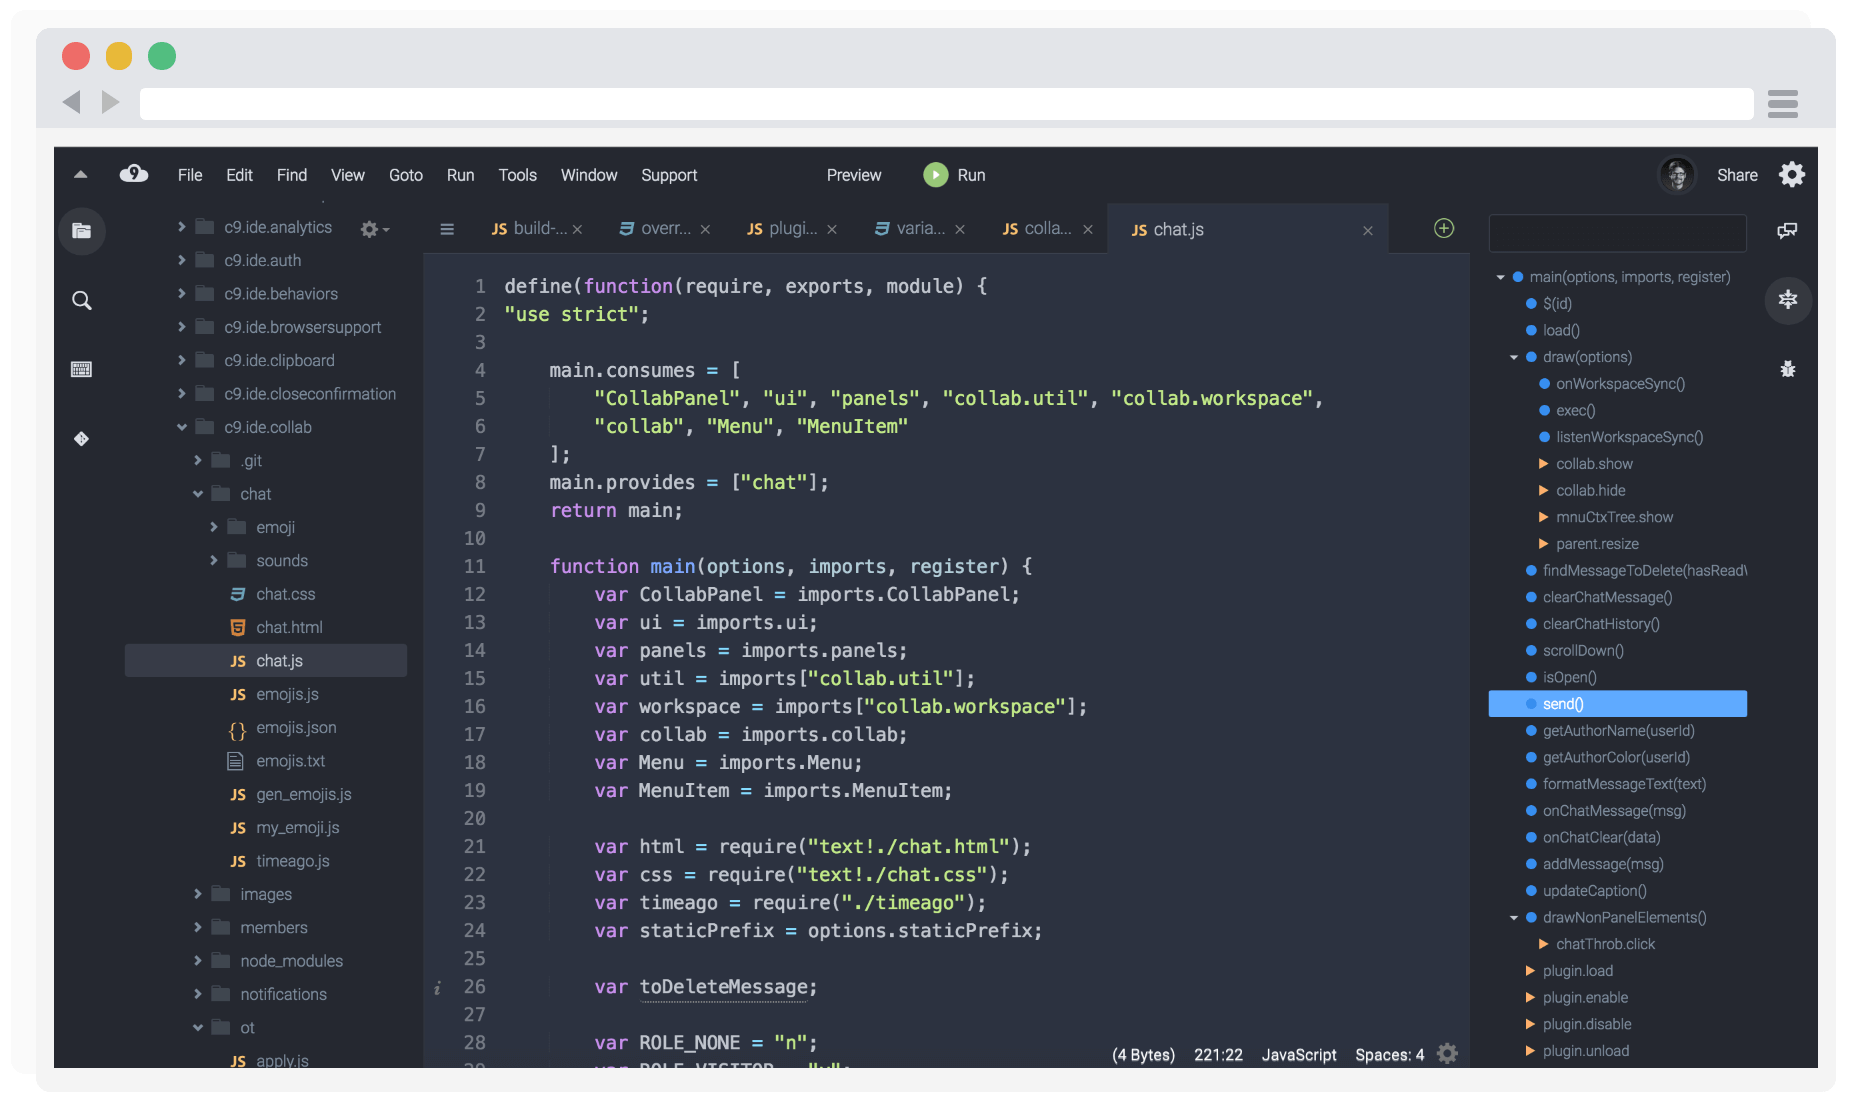 File Edit Find View Goto Run Tools Window Support Preview Run Share
c9.ide.analytics
c9.ide.auth
c9.ide.behaviors
c9.ide.browsersupport
c9.ide.clipboard
c9.ide.closeconfirmation
c9.ide.collab
.git
chat
emoji
sounds
chat.css
chat.html
JS chat.js
JS emojis.js
{} emojis.json
emojis.txt
JS gen_emojis.js
JS my_emoji.js
JS timeago.js
images
members
node_modules
notifications
ot
JS apply.js
JS build-... × overr... × JS plugi... × varia... × JS colla... × JS chat.js ×
1 define(function(require, exports, module) {
2 "use strict";
3
4 main.consumes = [
5 "CollabPanel", "ui", "panels", "collab.util", "collab.workspace",
6 "collab", "Menu", "MenuItem"
7 ];
8 main.provides = ["chat"];
9 return main;
10
11 function main(options, imports, register) {
12 var CollabPanel = imports.CollabPanel;
13 var ui = imports.ui;
14 var panels = imports.panels;
15 var util = imports["collab.util"];
16 var workspace = imports["collab.workspace"];
17 var collab = imports.collab;
18 var Menu = imports.Menu;
19 var MenuItem = imports.MenuItem;
20
21 var html = require("text!./chat.html");
22 var css = require("text!./chat.css");
23 var timeago = require("./timeago");
24 var staticPrefix = options.staticPrefix;
25
i 26 var toDeleteMessage;
27
28 var ROLE_NONE = "n";
29 var ROLE_VISITOR = "v";
(4 Bytes) 221:22 JavaScript Spaces: 4
main(options, imports, register)
$(id)
load()
draw(options)
onWorkspaceSync()
exec()
listenWorkspaceSync()
collab.show
collab.hide
mnuCtxTree.show
parent.resize
findMessageToDelete(hasRead\
clearChatMessage()
clearChatHistory()
scrollDown()
isOpen()
send()
getAuthorName(userId)
getAuthorColor(userId)
formatMessageText(text)
onChatMessage(msg)
onChatClear(data)
addMessage(msg)
updateCaption()
drawNonPanelElements()
chatThrob.click
plugin.load
plugin.enable
plugin.disable
plugin.unload